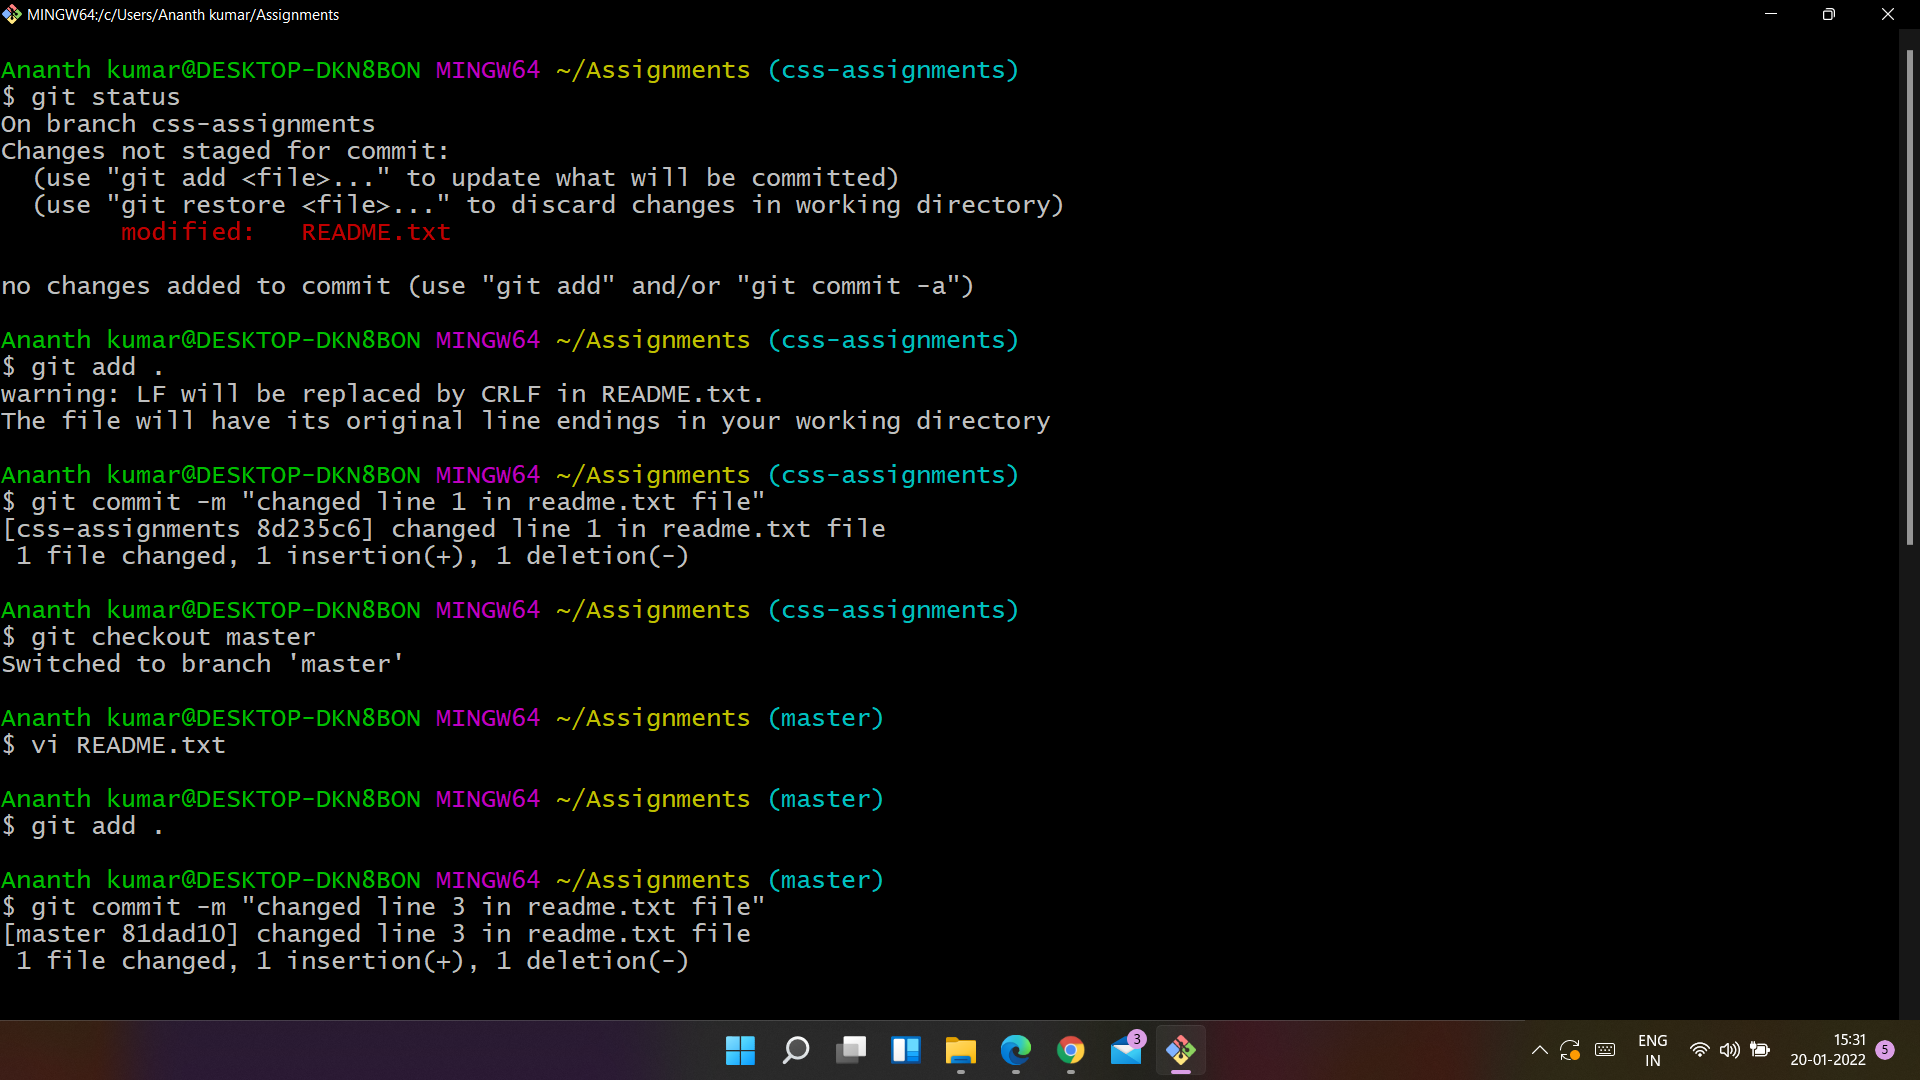 MINGW64:/c/Users/Ananth kumar/Assignments
Ananth kumar@DESKTOP-DKN8BON MINGW64 ~/Assignments (css-assignments)
$ git status
On branch css-assignments
Changes not staged for commit:
  (use "git add <file>..." to update what will be committed)
  (use "git restore <file>..." to discard changes in working directory)
        modified:   README.txt

no changes added to commit (use "git add" and/or "git commit -a")

Ananth kumar@DESKTOP-DKN8BON MINGW64 ~/Assignments (css-assignments)
$ git add .
warning: LF will be replaced by CRLF in README.txt.
The file will have its original line endings in your working directory

Ananth kumar@DESKTOP-DKN8BON MINGW64 ~/Assignments (css-assignments)
$ git commit -m "changed line 1 in readme.txt file"
[css-assignments 8d235c6] changed line 1 in readme.txt file
 1 file changed, 1 insertion(+), 1 deletion(-)

Ananth kumar@DESKTOP-DKN8BON MINGW64 ~/Assignments (css-assignments)
$ git checkout master
Switched to branch 'master'

Ananth kumar@DESKTOP-DKN8BON MINGW64 ~/Assignments (master)
$ vi README.txt

Ananth kumar@DESKTOP-DKN8BON MINGW64 ~/Assignments (master)
$ git add .

Ananth kumar@DESKTOP-DKN8BON MINGW64 ~/Assignments (master)
$ git commit -m "changed line 3 in readme.txt file"
[master 81dad10] changed line 3 in readme.txt file
 1 file changed, 1 insertion(+), 1 deletion(-)
3
ENG
IN
15:31
20-01-2022
5